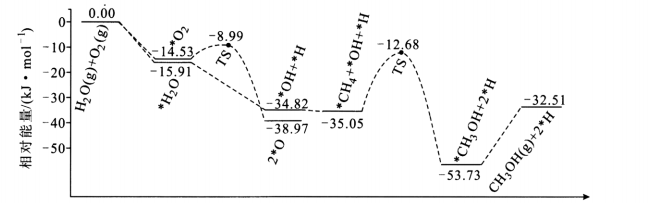 相对能量/(kJ·mol⁻¹)
0
-10
-20
-30
-40
-50
0.00
H₂O(g)+O₂(g)
*O₂
-14.53
-15.91
*H₂O
-8.99
TS
*OH+*H
-34.82
-38.97
2*O
*CH₄+*OH+*H
-35.05
-12.68
TS
*CH₃OH+2*H
-53.73
-32.51
CH₃OH(g)+2*H